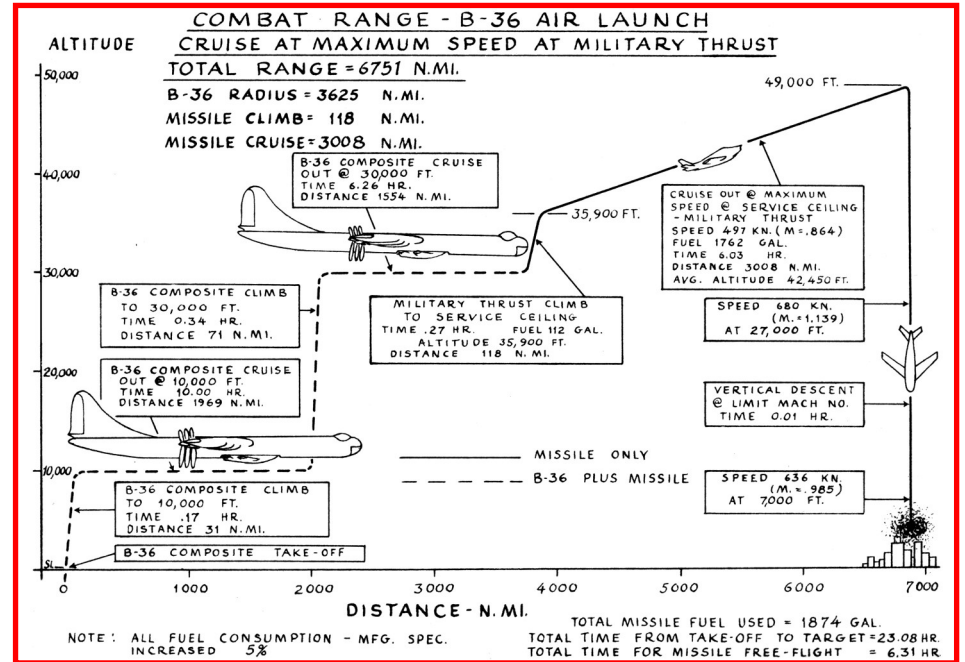 COMBAT RANGE - B-36 AIR LAUNCH
ALTITUDE
CRUISE AT MAXIMUM SPEED AT MILITARY THRUST
TOTAL RANGE = 6751 N.MI.
B-36 RADIUS = 3625 N.MI.
MISSILE CLIMB = 118 N.MI.
MISSILE CRUISE = 3008 N.MI.
50,000
40,000
30,000
20,000
10,000
SL
49,000 FT.
B-36 COMPOSITE CRUISE
OUT @ 30,000 FT.
TIME 6.26 HR.
DISTANCE 1554 N.MI.
35,900 FT.
CRUISE OUT @ MAXIMUM
SPEED @ SERVICE CEILING
- MILITARY THRUST
SPEED 497 KN. (M = .864)
FUEL 1762 GAL.
TIME 6.03 HR.
DISTANCE 3008 N.MI.
AVG. ALTITUDE 42,450 FT.
B-36 COMPOSITE CLIMB
TO 30,000 FT.
TIME 0.34 HR.
DISTANCE 71 N.MI.
MILITARY THRUST CLIMB
TO SERVICE CEILING
TIME .27 HR. FUEL 112 GAL.
ALTITUDE 35,900 FT.
DISTANCE 118 N.MI.
SPEED 680 KN.
(M. = 1.139)
AT 27,000 FT.
B-36 COMPOSITE CRUISE
OUT @ 10,000 FT.
TIME 10.00 HR.
DISTANCE 1969 N.MI.
VERTICAL DESCENT
@ LIMIT MACH NO.
TIME 0.01 HR.
MISSILE ONLY
B-36 PLUS MISSILE
SPEED 636 KN.
(M. = .985)
AT 7,000 FT.
B-36 COMPOSITE CLIMB
TO 10,000 FT.
TIME .17 HR.
DISTANCE 31 N.MI.
B-36 COMPOSITE TAKE-OFF
0 1000 2000 3000 4000 5000 6000 7000
DISTANCE - N.MI.
NOTE: ALL FUEL CONSUMPTION - MFG. SPEC.
INCREASED 5%
TOTAL MISSILE FUEL USED = 1874 GAL.
TOTAL TIME FROM TAKE-OFF TO TARGET = 23.08 HR.
TOTAL TIME FOR MISSILE FREE-FLIGHT = 6.31 HR